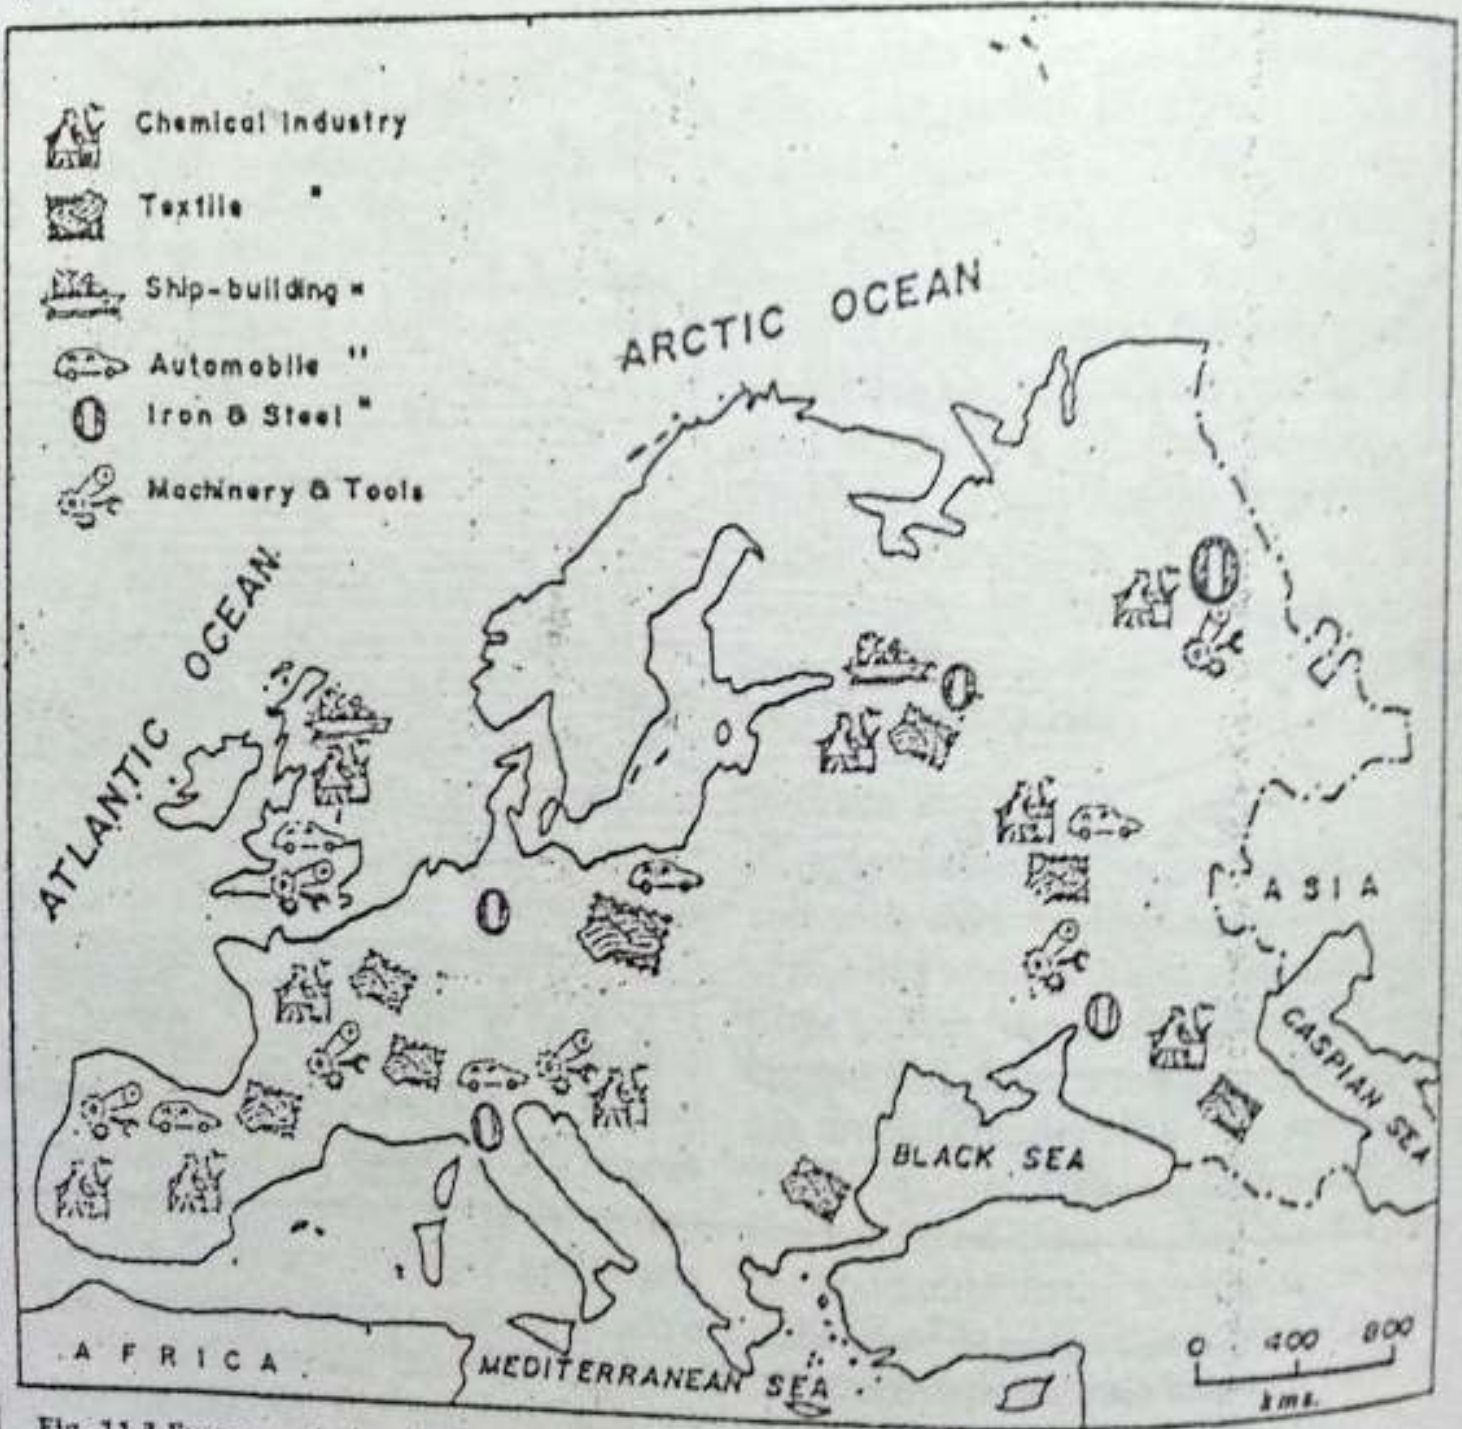 Chemical Industry
Textile "
Ship-building "
Automobile "
Iron & Steel "
Machinery & Tools
ARCTIC OCEAN
ATLANTIC OCEAN
ASIA
CASPIAN SEA
BLACK SEA
AFRICA
MEDITERRANEAN SEA
0 400 800
kms.
Fig.